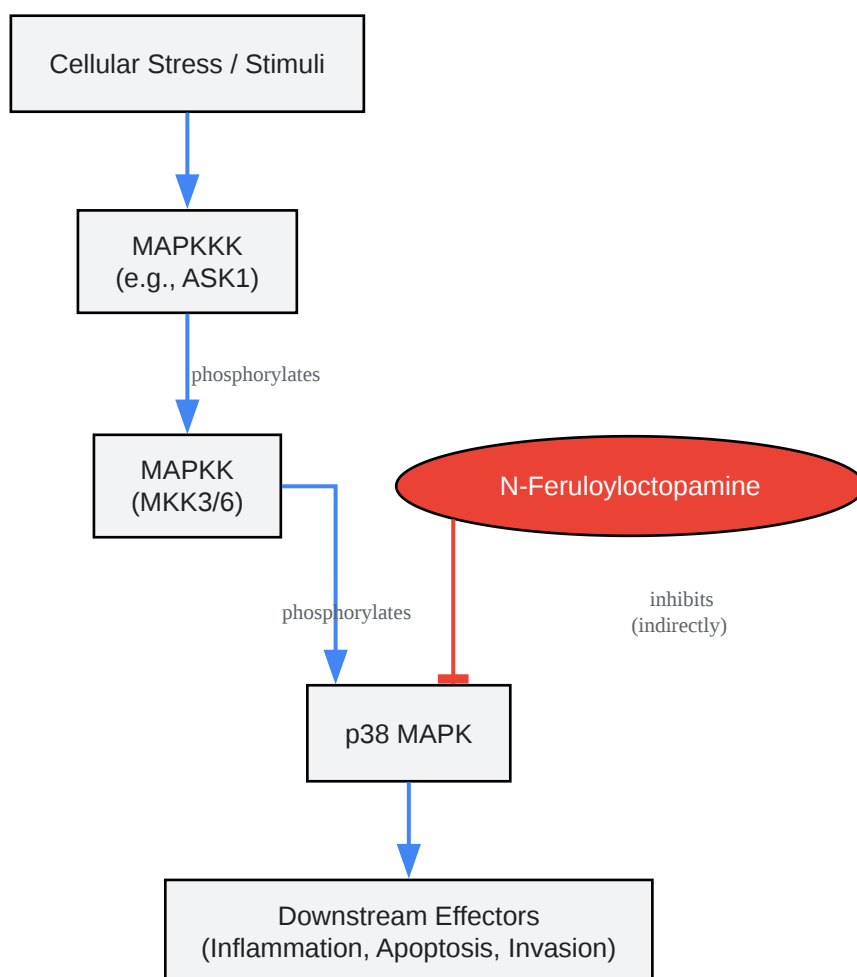 Cellular Stress / Stimuli
MAPKKK
(e.g., ASK1)
phosphorylates
MAPKK
(MKK3/6)
N-Feruloyloctopamine
phosphorylates
inhibits
(indirectly)
p38 MAPK
Downstream Effectors
(Inflammation, Apoptosis, Invasion)